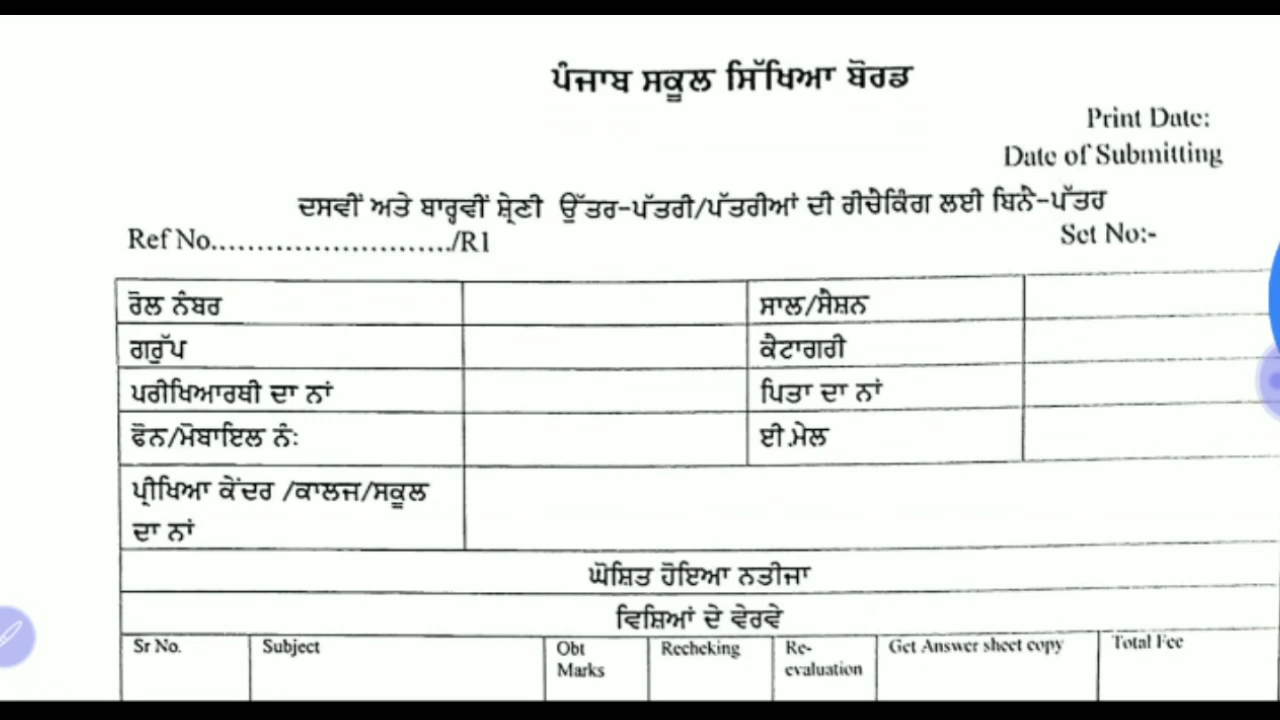 ਪੰਜਾਬ ਸਕੂਲ ਸਿੱਖਿਆ ਬੋਰਡ
Print Date:
Date of Submitting
ਦਸਵੀਂ ਅਤੇ ਬਾਰ੍ਹਵੀਂ ਸ਼੍ਰੇਣੀ ਉੱਤਰ-ਪੱਤਰੀ/ਪੱਤਰੀਆਂ ਦੀ ਰੀਚੈਕਿੰਗ ਲਈ ਬਿਨੈ-ਪੱਤਰ
Ref No........................../R1 Set No:-
ਰੋਲ ਨੰਬਰ ਸਾਲ/ਸੈਸ਼ਨ
ਗਰੁੱਪ ਕੈਟਾਗਰੀ
ਪਰੀਖਿਆਰਥੀ ਦਾ ਨਾਂ ਪਿਤਾ ਦਾ ਨਾਂ
ਫੋਨ/ਮੋਬਾਇਲ ਨੰ: ਈ.ਮੇਲ
ਪ੍ਰੀਖਿਆ ਕੇਂਦਰ /ਕਾਲਜ/ਸਕੂਲ
ਦਾ ਨਾਂ
ਘੋਸ਼ਿਤ ਹੋਇਆ ਨਤੀਜਾ
ਵਿਸ਼ਿਆਂ ਦੇ ਵੇਰਵੇ
Sr No. Subject Obt Recheking Re- Get Answer sheet copy Total Fee
Marks evaluation